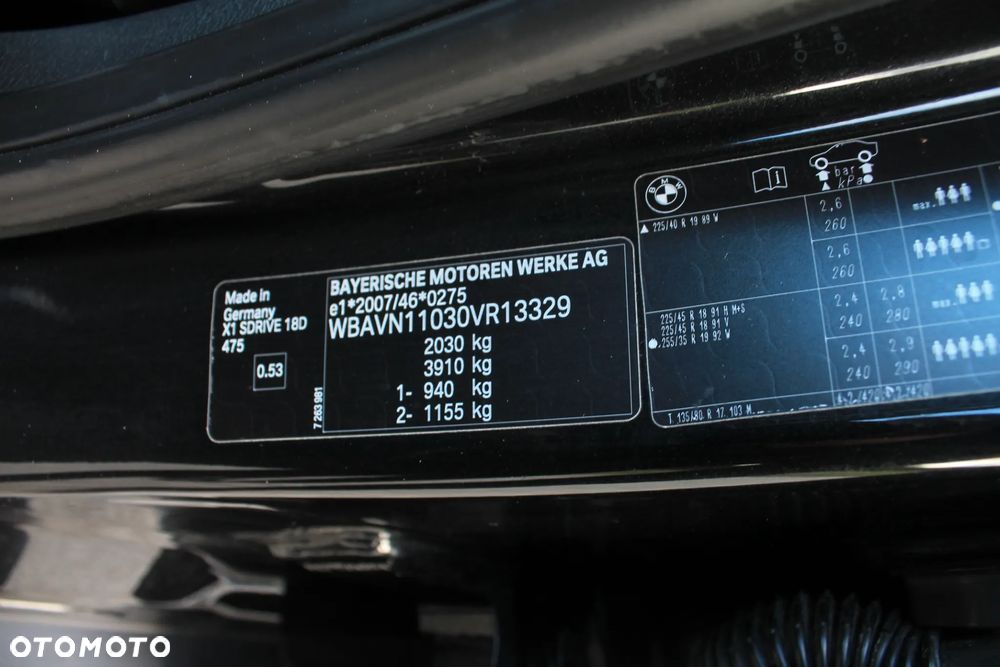 Made in
Germany
X1 SDRIVE 18D
475
0.53
7 263 981
BAYERISCHE MOTOREN WERKE AG
e1*2007/46*0275
WBAVN11030VR13329
2030 kg
3910 kg
1- 940 kg
2- 1155 kg
BMW
bar
kPa
225/40 R 19 89 W
2,6
260
max.
2,6
260
225/45 R 18 91 H M+S
225/45 R 18 91 V
255/35 R 19 92 W
2,4 2,8
240 280
max.
2,4 2,9
240 290
T 135/80 R 17 103 M
OTOMOTO